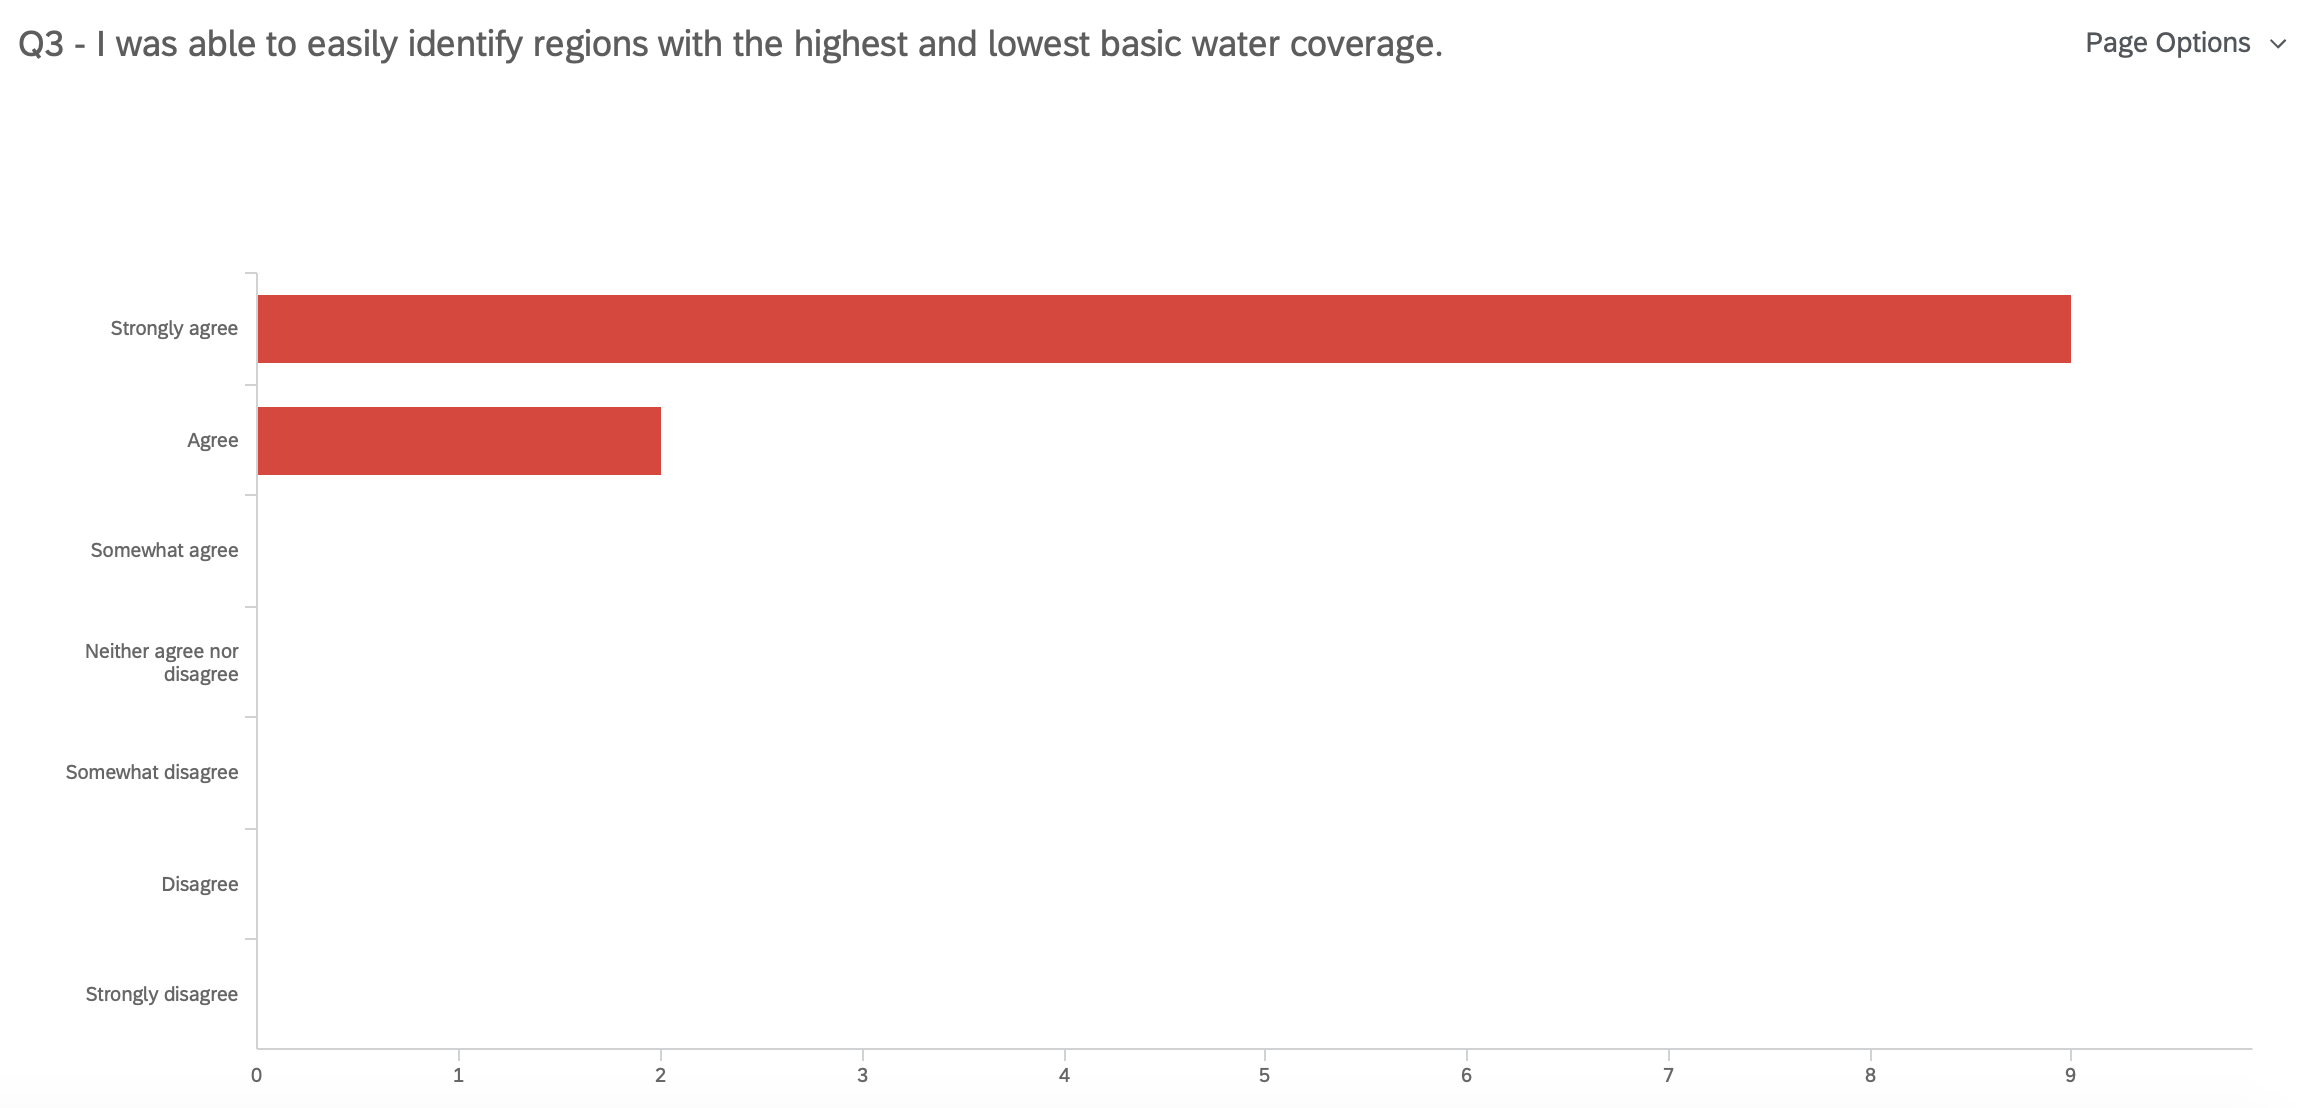 Q3 - I was able to easily identify regions with the highest and lowest basic water coverage.
Page Options
Strongly agree
Agree
Somewhat agree
Neither agree nor
disagree
Somewhat disagree
Disagree
Strongly disagree
0 1 2 3 4 5 6 7 8 9